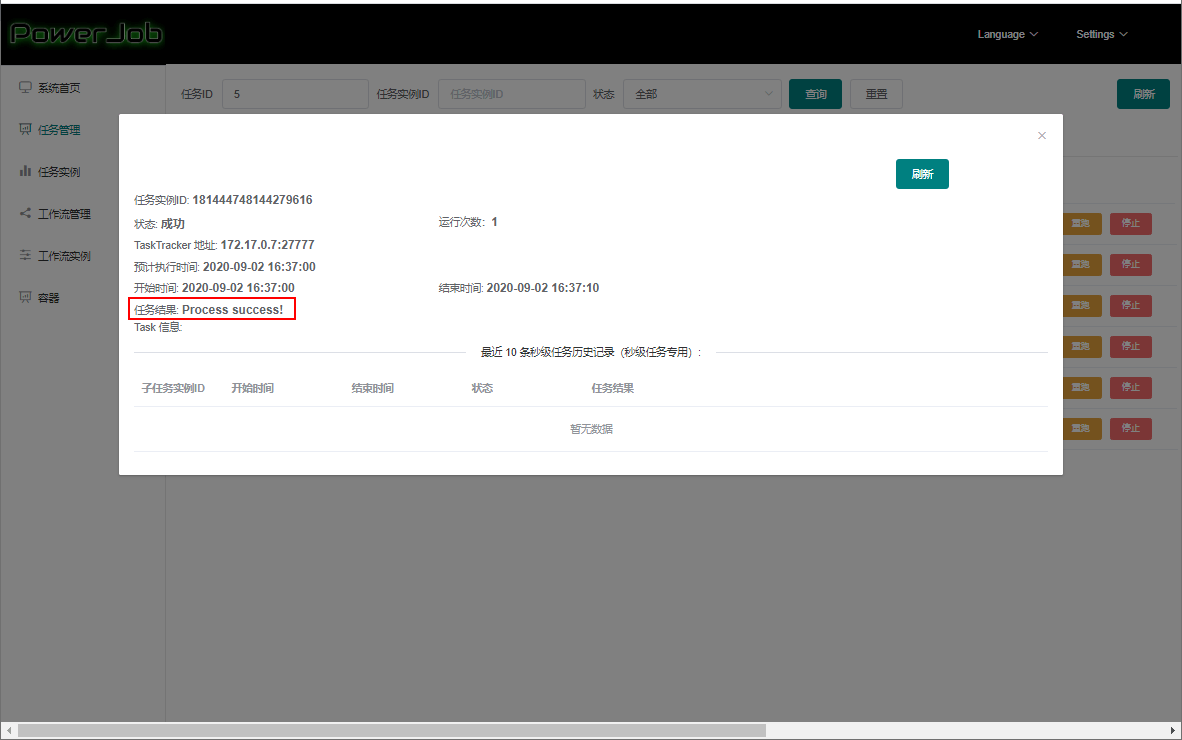 PowerJob
Language
Settings
系统首页
任务管理
任务实例
工作流管理
工作流实例
容器
任务ID 5 任务实例ID 任务实例ID 状态 全部 查询 重置 刷新
刷新
任务实例ID: 181444748144279616
状态: 成功 运行次数: 1
TaskTracker 地址: 172.17.0.7:27777
预计执行时间: 2020-09-02 16:37:00
开始时间: 2020-09-02 16:37:00 结束时间: 2020-09-02 16:37:10
任务结果: Process success!
Task 信息:
最近 10 条秒级任务历史记录（秒级任务专用）:
子任务实例ID 开始时间 结束时间 状态 任务结果
暂无数据
重跑 停止
重跑 停止
重跑 停止
重跑 停止
重跑 停止
重跑 停止